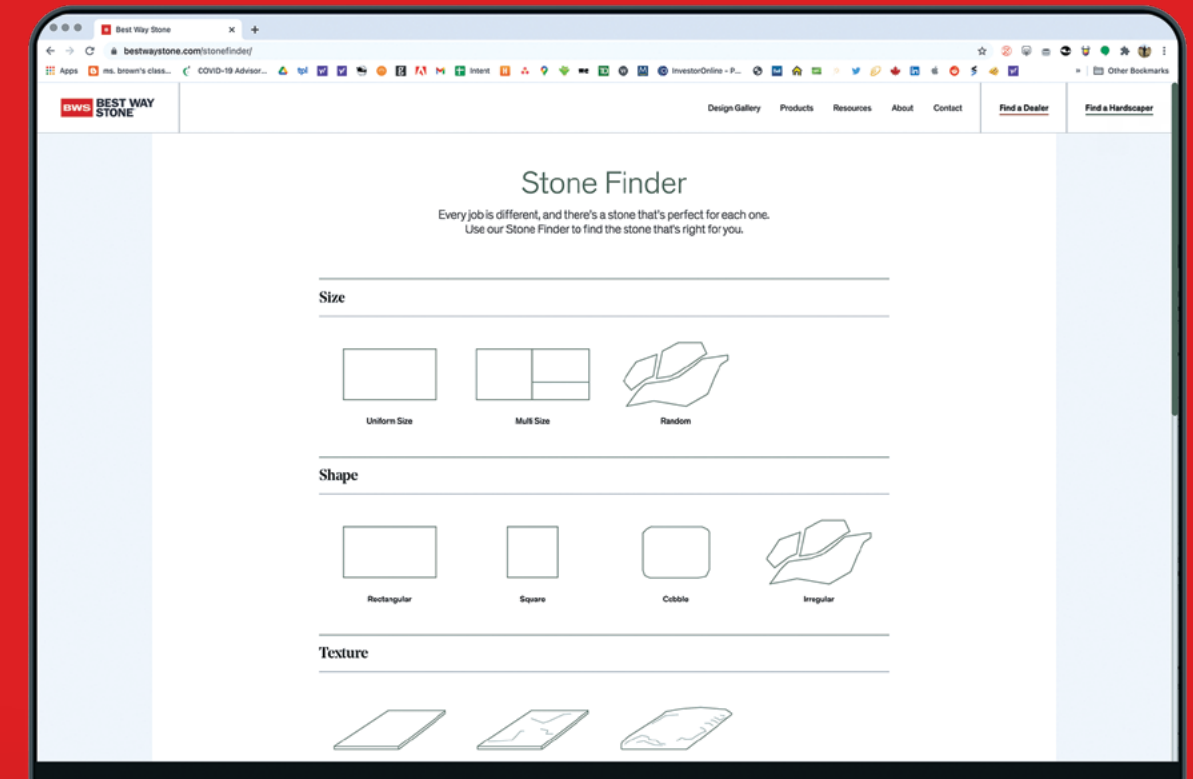 Best Way Stone
bestwaystone.com/stonefinder/
Apps
ms. brown's class...
COVID-19 Advisor...
tpl
Intent
InvestorOnline - P...
Other Bookmarks
BWS BEST WAY
STONE
Design Gallery
Products
Resources
About
Contact
Find a Dealer
Find a Hardscaper
Stone Finder
Every job is different, and there's a stone that's perfect for each one.
Use our Stone Finder to find the stone that's right for you.
Size
Uniform Size
Multi Size
Random
Shape
Rectangular
Square
Cobble
Irregular
Texture